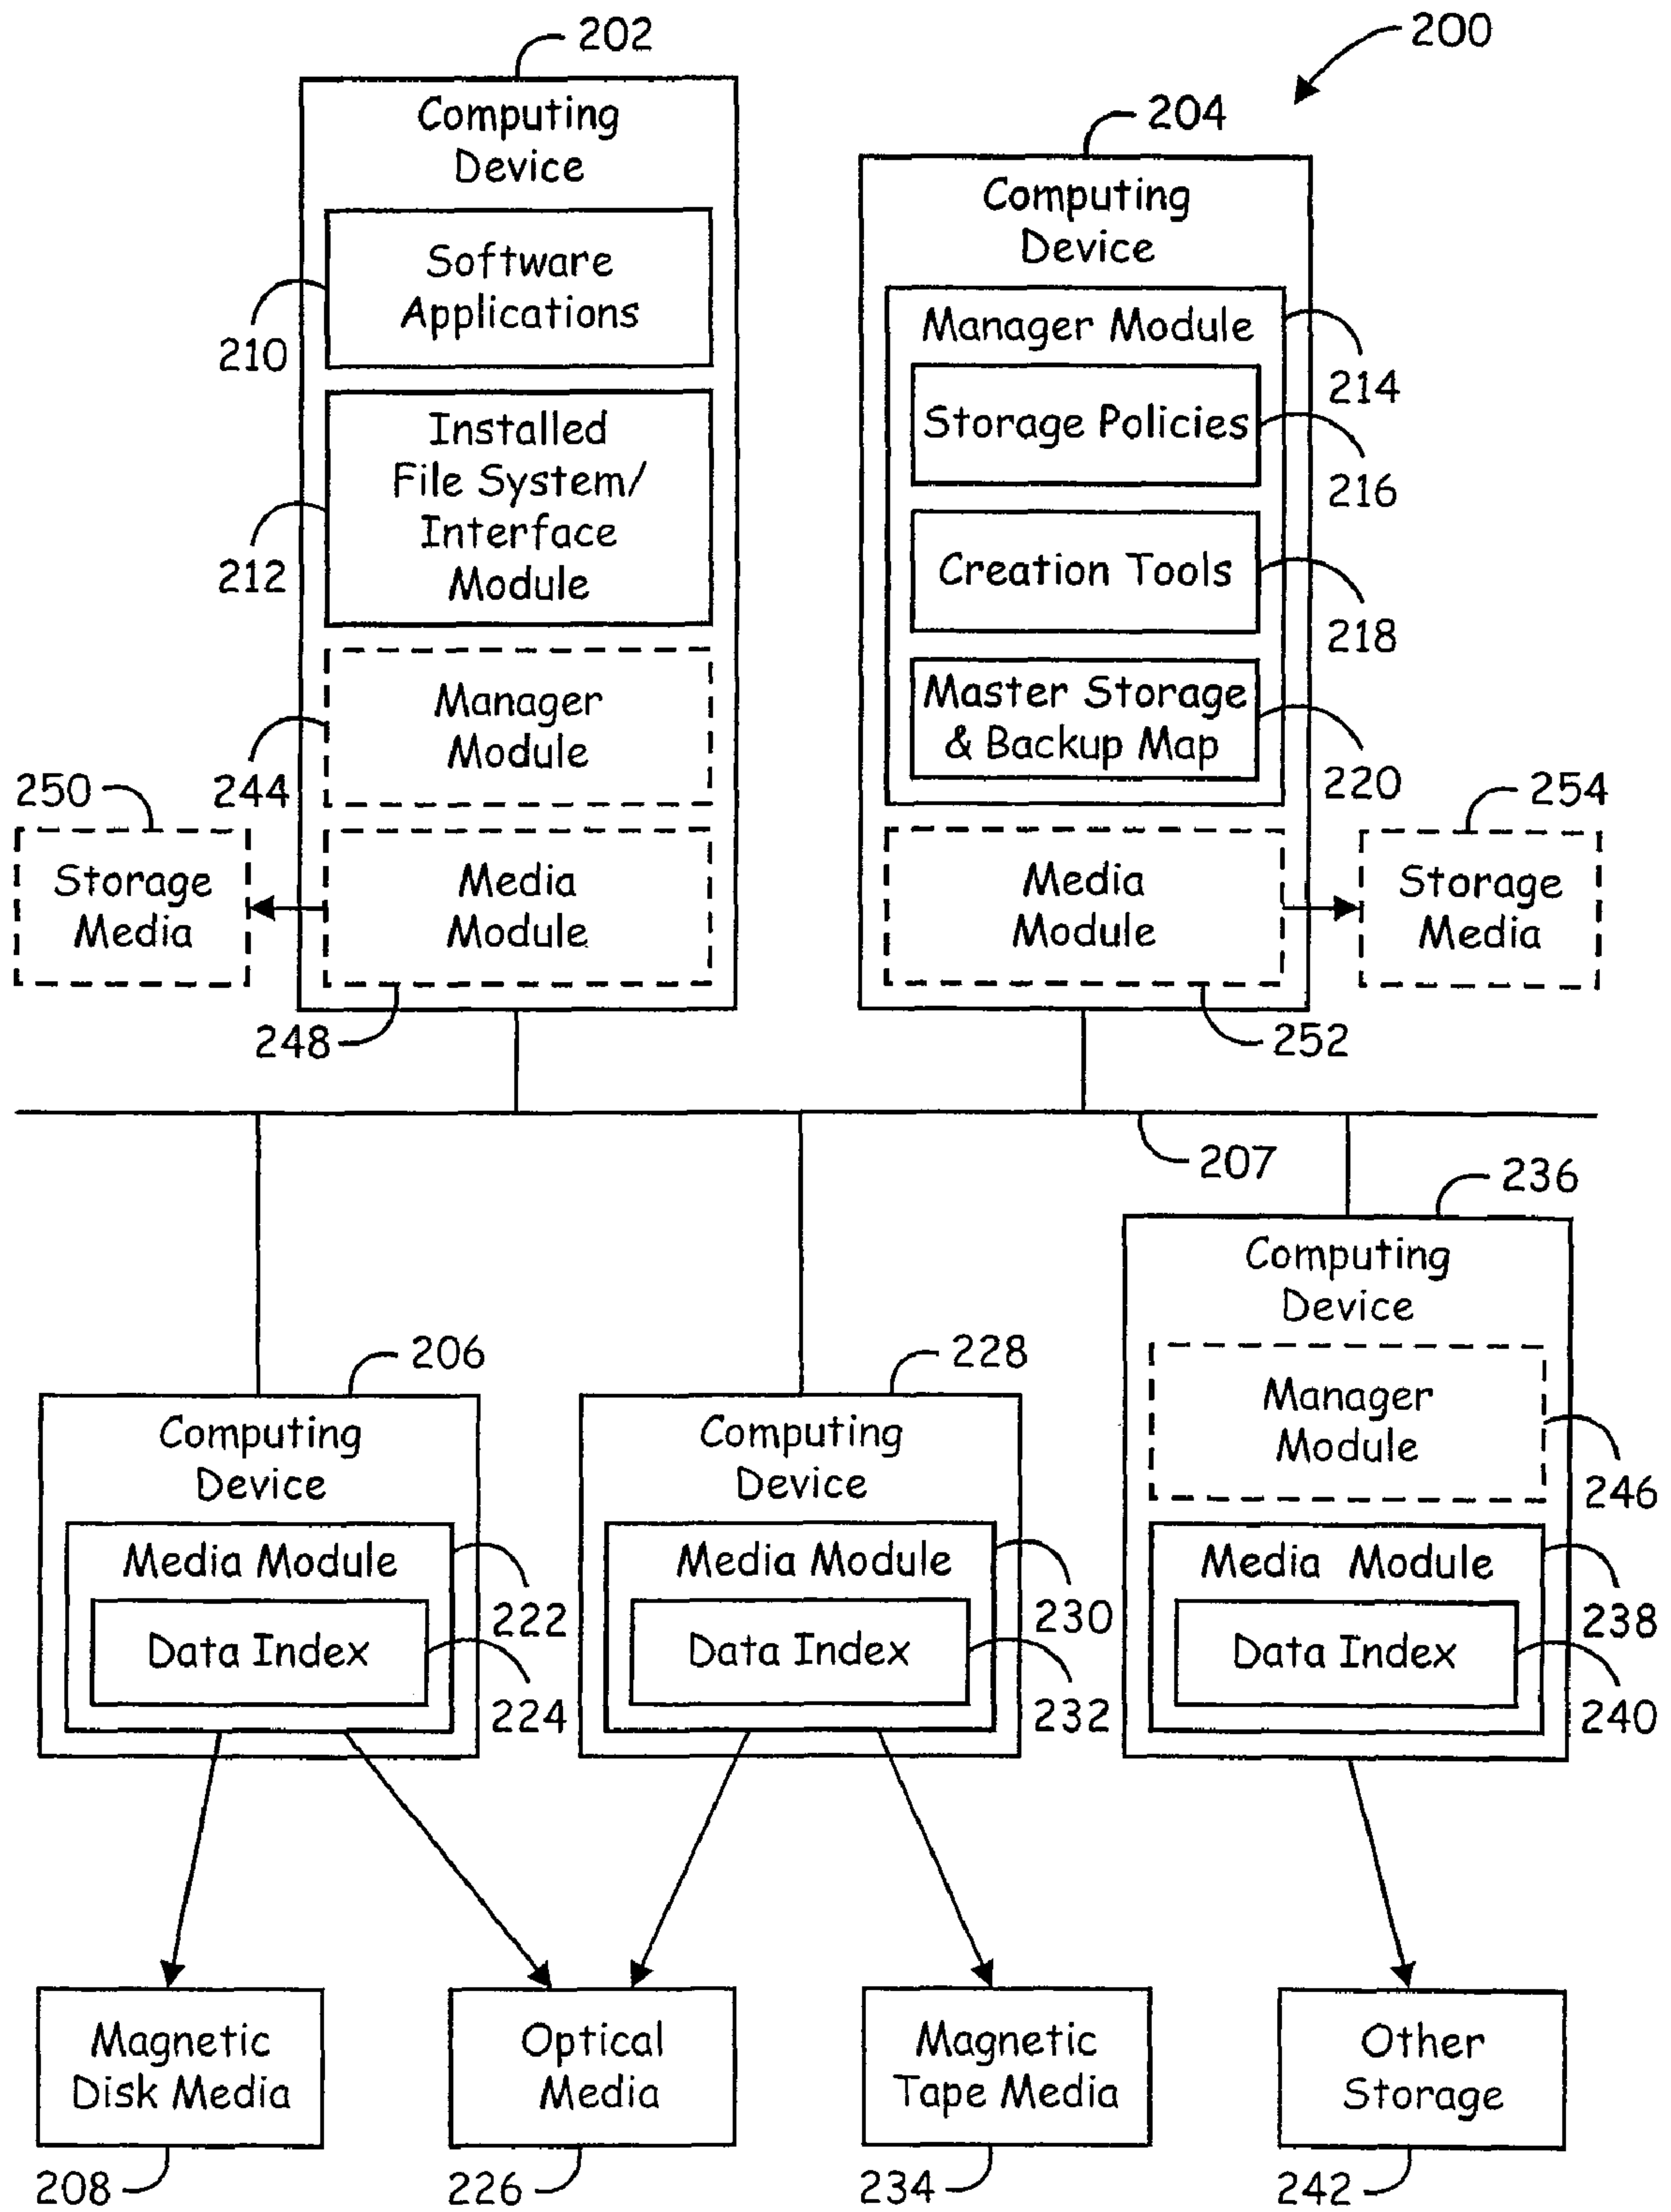 202
200
Computing
Device
204
Computing
Device
Software
Applications
210
Manager Module
214
Storage Policies
216
Installed
File System/
Interface
Module
212
Creation Tools
218
Manager
Module
244
Master Storage
& Backup Map
220
250
Storage
Media
Media
Module
248
Media
Module
252
254
Storage
Media
207
236
Computing
Device
Manager
Module
246
206
Computing
Device
228
Computing
Device
Media Module
222
Data Index
224
Media Module
230
Data Index
232
Media Module
238
Data Index
240
Magnetic
Disk Media
208
Optical
Media
226
Magnetic
Tape Media
234
Other
Storage
242